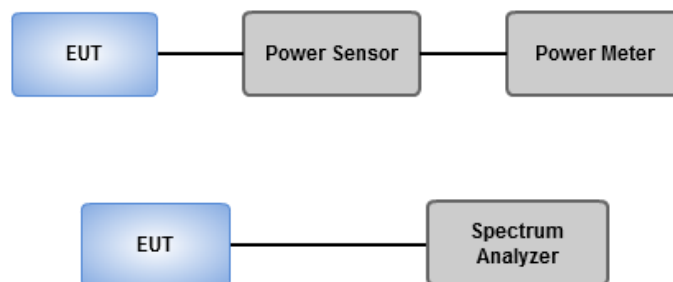 EUT
Power Sensor
Power Meter
EUT
Spectrum
Analyzer